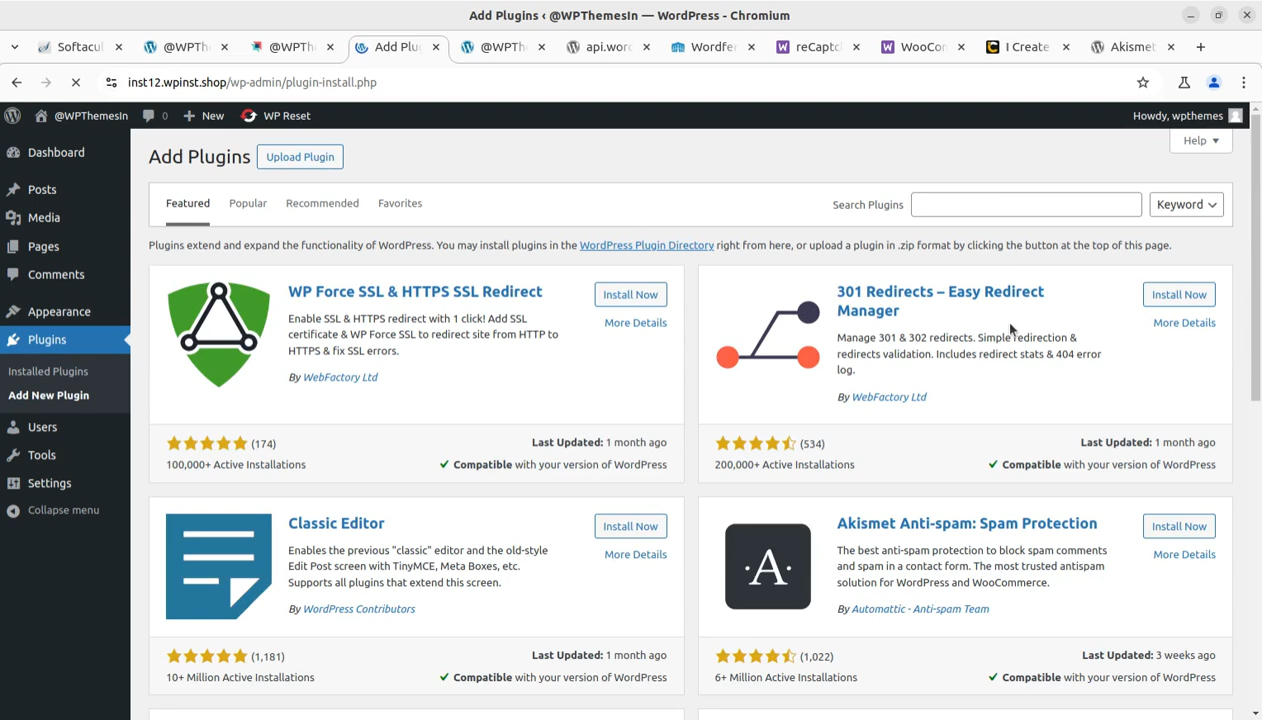 Add Plugins ‹ @WPThemesIn — WordPress - Chromium
Softacul
@WPTh
@WPTh
Add Plu
@WPTh
api.wor
Wordfer
reCaptc
WooCon
I Create
Akismet
inst12.wpinst.shop/wp-admin/plugin-install.php
@WPThemesIn
0
New
WP Reset
Howdy, wpthemes
Dashboard
Posts
Media
Pages
Comments
Appearance
Plugins
Installed Plugins
Add New Plugin
Users
Tools
Settings
Collapse menu
Help
Add Plugins
Upload Plugin
Featured
Popular
Recommended
Favorites
Search Plugins
Keyword
Plugins extend and expand the functionality of WordPress. You may install plugins in the WordPress Plugin Directory right from here, or upload a plugin in .zip format by clicking the button at the top of this page.
WP Force SSL & HTTPS SSL Redirect
Install Now
More Details
Enable SSL & HTTPS redirect with 1 click! Add SSL
certificate & WP Force SSL to redirect site from HTTP to
HTTPS & fix SSL errors.
By WebFactory Ltd
(174)
100,000+ Active Installations
Last Updated: 1 month ago
Compatible with your version of WordPress
301 Redirects – Easy Redirect
Manager
Install Now
More Details
Manage 301 & 302 redirects. Simple redirection &
redirects validation. Includes redirect stats & 404 error
log.
By WebFactory Ltd
(534)
200,000+ Active Installations
Last Updated: 1 month ago
Compatible with your version of WordPress
Classic Editor
Install Now
More Details
Enables the previous "classic" editor and the old-style
Edit Post screen with TinyMCE, Meta Boxes, etc.
Supports all plugins that extend this screen.
By WordPress Contributors
(1,181)
10+ Million Active Installations
Last Updated: 1 month ago
Compatible with your version of WordPress
·A·
Akismet Anti-spam: Spam Protection
Install Now
More Details
The best anti-spam protection to block spam comments
and spam in a contact form. The most trusted antispam
solution for WordPress and WooCommerce.
By Automattic - Anti-spam Team
(1,022)
6+ Million Active Installations
Last Updated: 3 weeks ago
Compatible with your version of WordPress